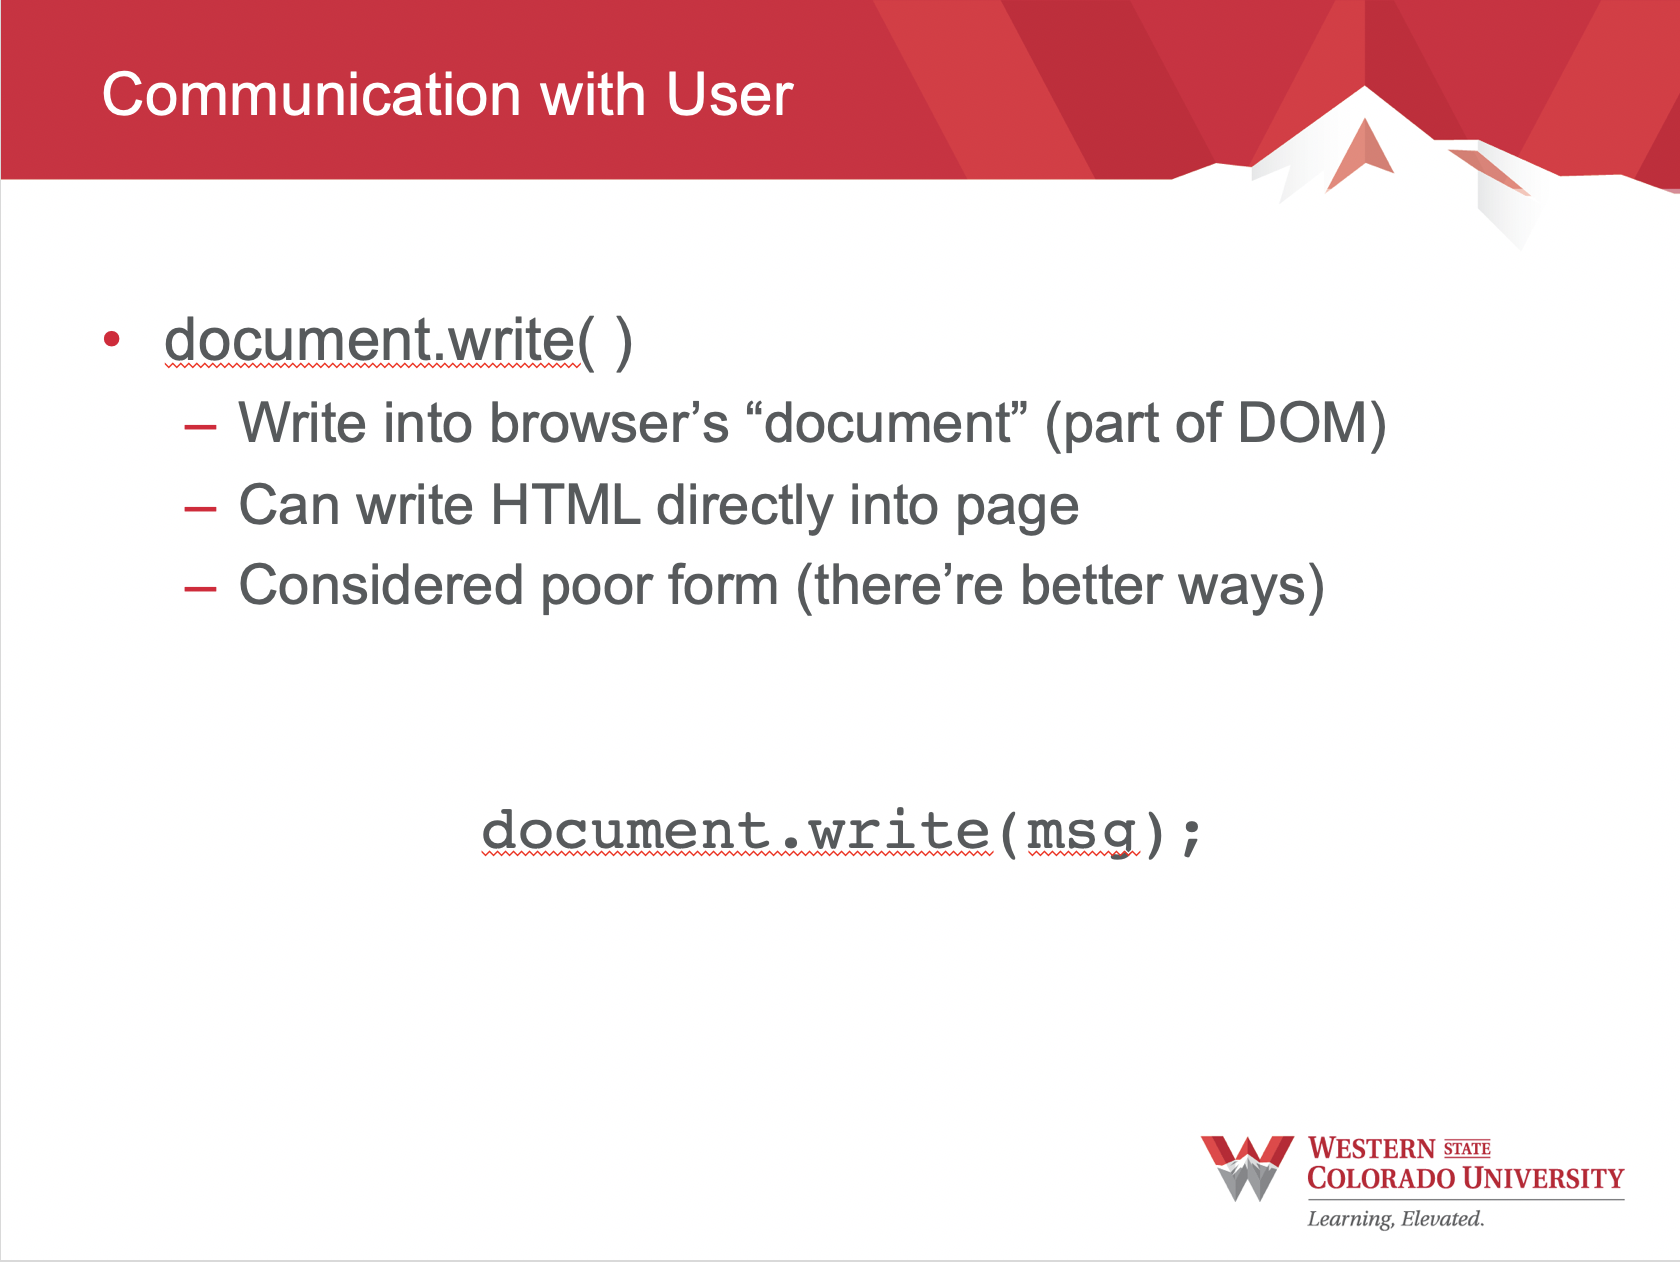 Communication with User
• document.write( )
– Write into browser’s “document” (part of DOM)
– Can write HTML directly into page
– Considered poor form (there’re better ways)
document.write(msg);
WESTERN STATE
COLORADO UNIVERSITY
Learning, Elevated.